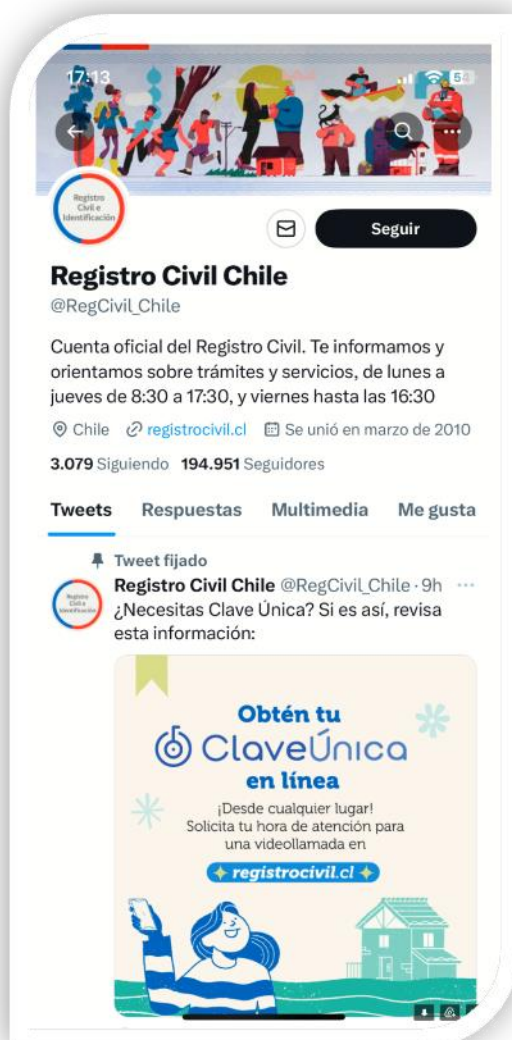 17:13
54
Registro
Civil e
Identificación
Seguir
Registro Civil Chile
@RegCivil_Chile
Cuenta oficial del Registro Civil. Te informamos y
orientamos sobre trámites y servicios, de lunes a
jueves de 8:30 a 17:30, y viernes hasta las 16:30
Chile registrocivil.cl Se unió en marzo de 2010
3.079 Siguiendo 194.951 Seguidores
Tweets Respuestas Multimedia Me gusta
Tweet fijado
Registro
Civil e
Identificación
Registro Civil Chile @RegCivil_Chile · 9h
¿Necesitas Clave Única? Si es así, revisa
esta información:
Obtén tu
ClaveÚnica
en línea
¡Desde cualquier lugar!
Solicita tu hora de atención para
una videollamada en
registrocivil.cl